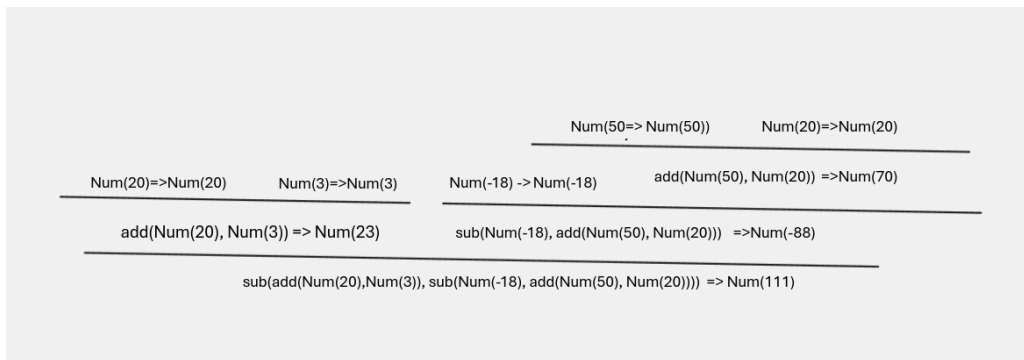 Num(50=> Num(50)) Num(20)=>Num(20)
Num(20)=>Num(20) Num(3)=>Num(3) Num(-18) ->Num(-18) add(Num(50), Num(20)) =>Num(70)
add(Num(20), Num(3)) => Num(23) sub(Num(-18), add(Num(50), Num(20))) =>Num(-88)
sub(add(Num(20),Num(3)), sub(Num(-18), add(Num(50), Num(20)))) => Num(111)